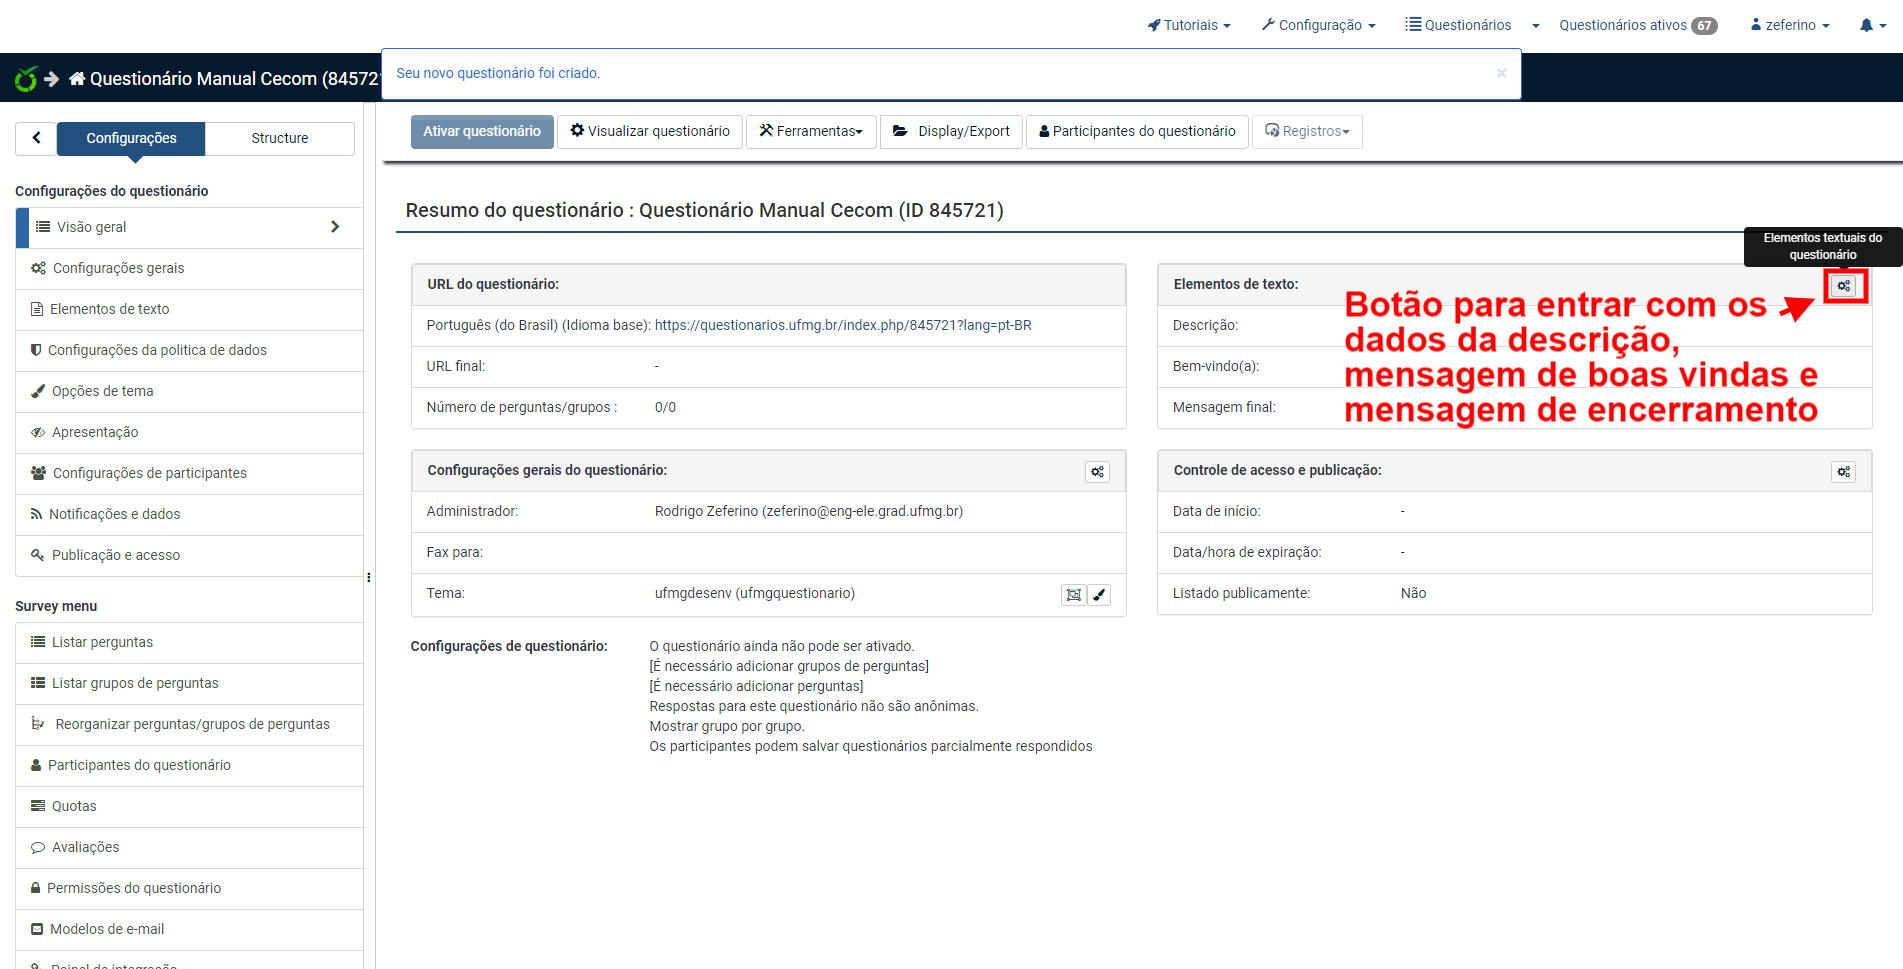 Tutoriais
Configuração
Questionários
Questionários ativos 67
zeferino
Questionário Manual Cecom (84572
Seu novo questionário foi criado.
×
Configurações
Structure
Ativar questionário
Visualizar questionário
Ferramentas
Display/Export
Participantes do questionário
Registros
Configurações do questionário
Visão geral
Configurações gerais
Elementos de texto
Configurações da politica de dados
Opções de tema
Apresentação
Configurações de participantes
Notificações e dados
Publicação e acesso
Survey menu
Listar perguntas
Listar grupos de perguntas
Reorganizar perguntas/grupos de perguntas
Participantes do questionário
Quotas
Avaliações
Permissões do questionário
Modelos de e-mail
Painel de integração
Resumo do questionário : Questionário Manual Cecom (ID 845721)
URL do questionário:
Português (do Brasil) (Idioma base): https://questionarios.ufmg.br/index.php/845721?lang=pt-BR
URL final: -
Número de perguntas/grupos : 0/0
Elementos textuais do
questionário
Elementos de texto:
Descrição:
Bem-vindo(a):
Mensagem final:
Botão para entrar com os
dados da descrição,
mensagem de boas vindas e
mensagem de encerramento
Configurações gerais do questionário:
Administrador: Rodrigo Zeferino (zeferino@eng-ele.grad.ufmg.br)
Fax para:
Tema: ufmgdesenv (ufmgquestionario)
Controle de acesso e publicação:
Data de início: -
Data/hora de expiração: -
Listado publicamente: Não
Configurações de questionário: O questionário ainda não pode ser ativado.
[É necessário adicionar grupos de perguntas]
[É necessário adicionar perguntas]
Respostas para este questionário não são anônimas.
Mostrar grupo por grupo.
Os participantes podem salvar questionários parcialmente respondidos